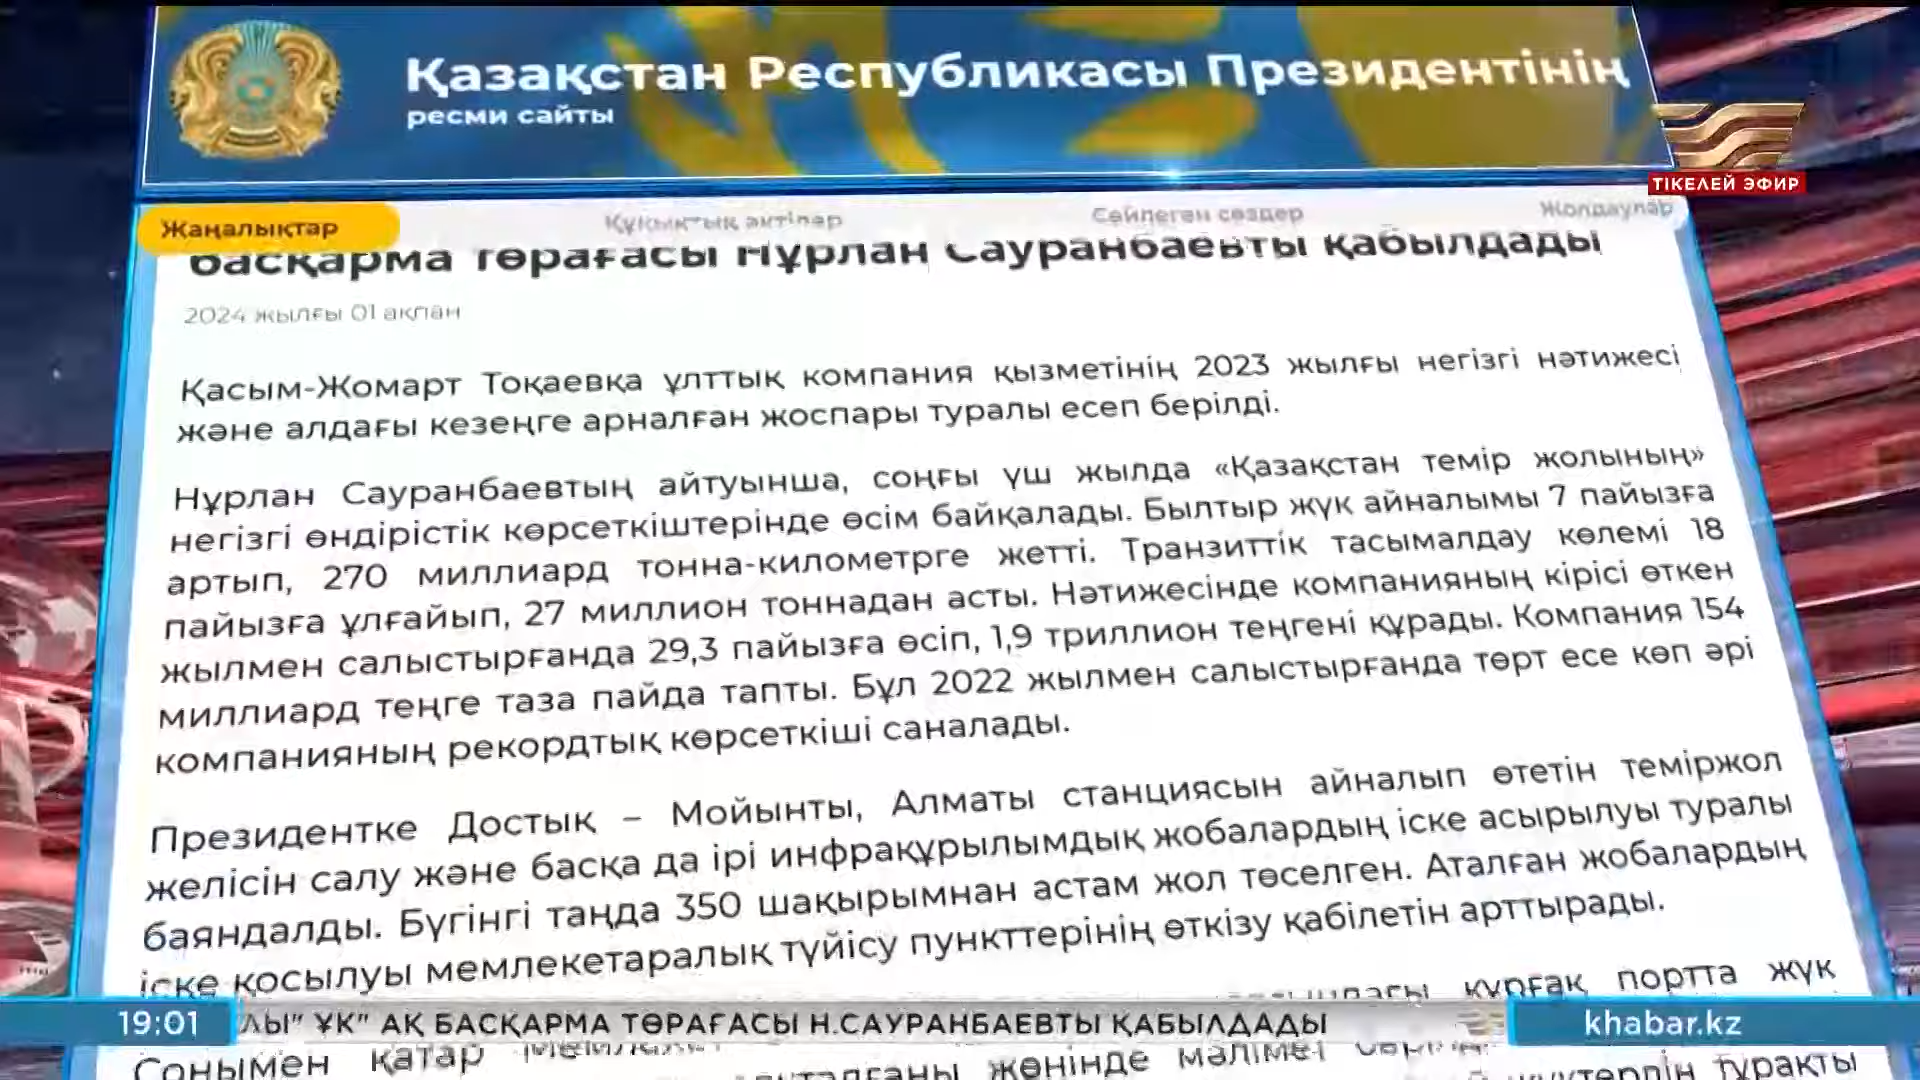 Қазақстан Республикасы Президентінің
ресми сайты
ТІКЕЛЕЙ ЭФИР
Жаңалықтар Құқықтық актілер Сөйлеген сөздер Жолдаулар
басқарма төрағасы Нұрлан Сауранбаевты қабылдады
2024 жылғы 01 ақпан
Қасым-Жомарт Тоқаевқа ұлттық компания қызметінің 2023 жылғы негізгі нәтижесі
және алдағы кезеңге арналған жоспары туралы есеп берілді.
Нұрлан Сауранбаевтың айтуынша, соңғы үш жылда «Қазақстан темір жолының»
негізгі өндірістік көрсеткіштерінде өсім байқалады. Былтыр жүк айналымы 7 пайызға
артып, 270 миллиард тонна-километрге жетті. Транзиттік тасымалдау көлемі 18
пайызға ұлғайып, 27 миллион тоннадан асты. Нәтижесінде компанияның кірісі өткен
жылмен салыстырғанда 29,3 пайызға өсіп, 1,9 триллион теңгені құрады. Компания 154
миллиард теңге таза пайда тапты. Бұл 2022 жылмен салыстырғанда төрт есе көп әрі
компанияның рекордтық көрсеткіші саналады.
Президентке Достық – Мойынты, Алматы станциясын айналып өтетін теміржол
желісін салу және басқа да ірі инфрақұрылымдық жобалардың іске асырылуы туралы
баяндалды. Бүгінгі таңда 350 шақырымнан астам жол төселген. Аталған жобалардың
іске қосылуы мемлекетаралық түйісу пункттерінің өткізу қабілетін арттырады.
құрғақ портта жүк
19:01 ЛЫ" ҰК" АҚ БАСҚАРМА ТӨРАҒАСЫ Н.САУРАНБАЕВТЫ ҚАБЫЛДАДЫ khabar.kz
Сонымен қатар жөнінде мәлімет тұрақты